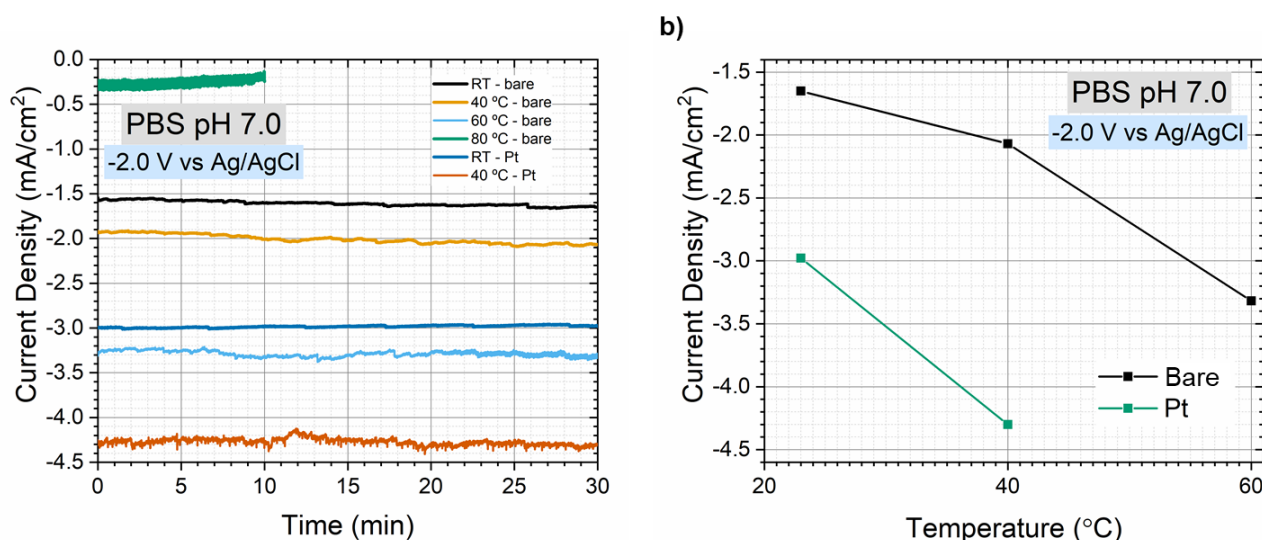 0.0
-0.5
-1.0
-1.5
-2.0
-2.5
-3.0
-3.5
-4.0
-4.5
Current Density (mA/cm²)
PBS pH 7.0
-2.0 V vs Ag/AgCl
RT - bare
40 ºC - bare
60 ºC - bare
80 ºC - bare
RT - Pt
40 ºC - Pt
0 5 10 15 20 25 30
Time (min)
b)
-1.5
-2.0
-2.5
-3.0
-3.5
-4.0
-4.5
Current Density (mA/cm²)
PBS pH 7.0
-2.0 V vs Ag/AgCl
Bare
Pt
20 40 60
Temperature (°C)